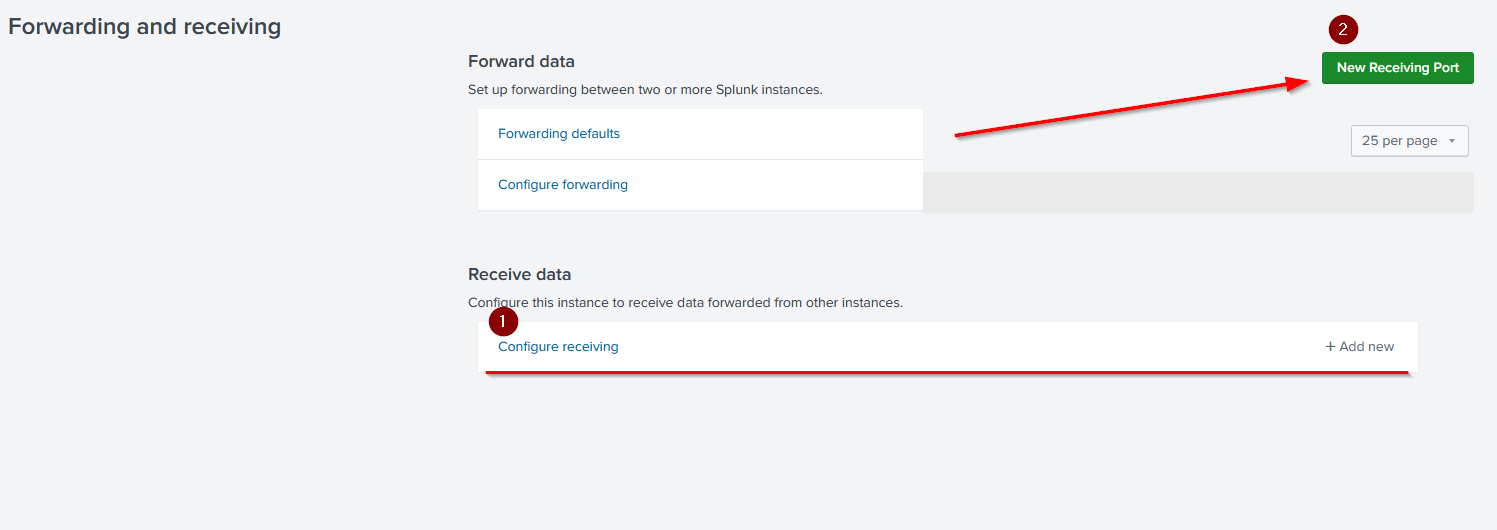 Forwarding and receiving
2
Forward data
New Receiving Port
Set up forwarding between two or more Splunk instances.
Forwarding defaults
25 per page
Configure forwarding
Receive data
Configure this instance to receive data forwarded from other instances.
1
Configure receiving
+ Add new